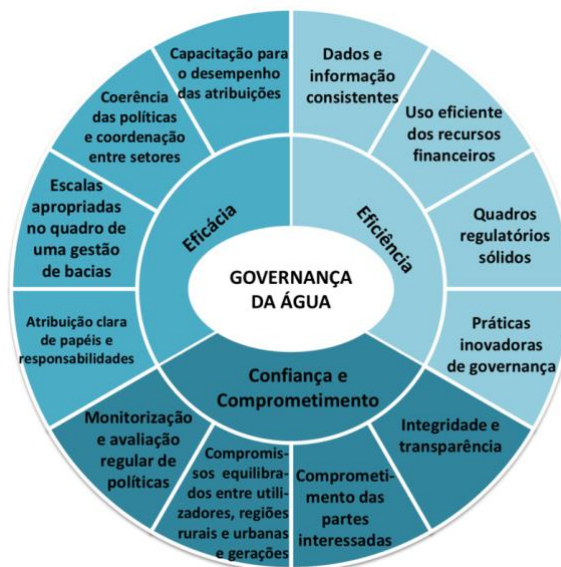 Capacitação para
o desempenho
das atribuições
Dados e
informação
consistentes
Coerência
das políticas
e coordenação
entre setores
Uso eficiente
dos recursos
financeiros
Escalas
apropriadas
no quadro de
uma gestão
de bacias
Eficácia
Eficiência
Quadros
regulatórios
sólidos
GOVERNANÇA
DA ÁGUA
Atribuição clara
de papéis e
responsabilidades
Práticas
inovadoras
de governança
Confiança e
Comprometimento
Monitorização
e avaliação
regular de
políticas
Compromis-
sos equilibra-
dos entre utili-
zadores, regiões
rurais e urbanas
e gerações
Comprometi-
mento das
partes
interessadas
Integridade e
transparência